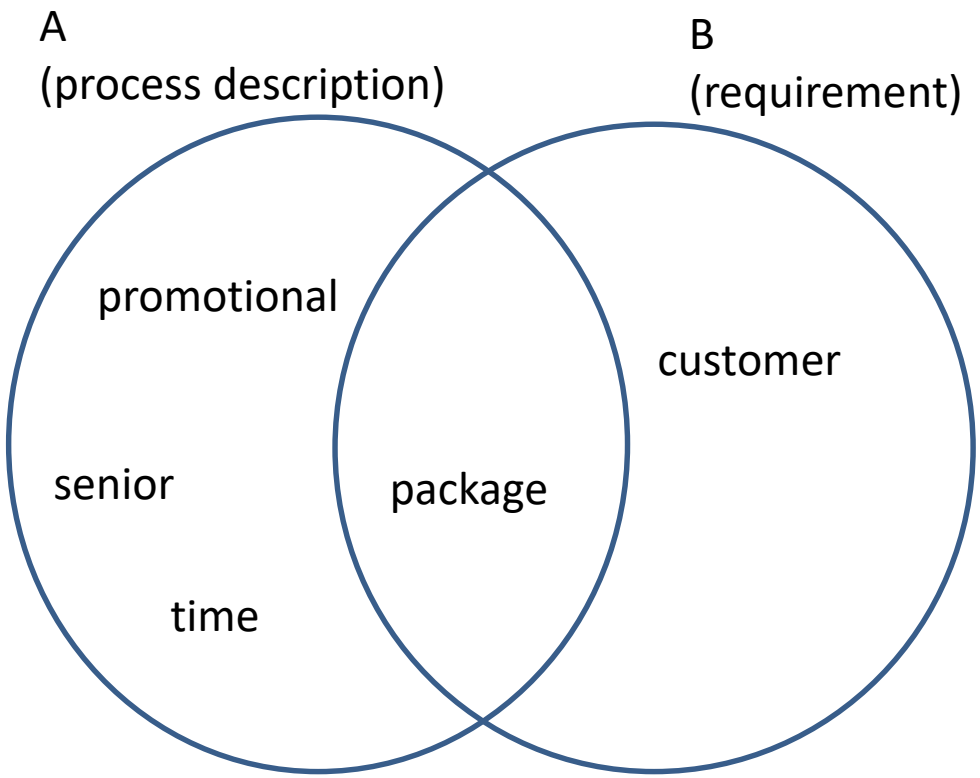 A
(process description)
B
(requirement)
promotional
customer
senior
package
time